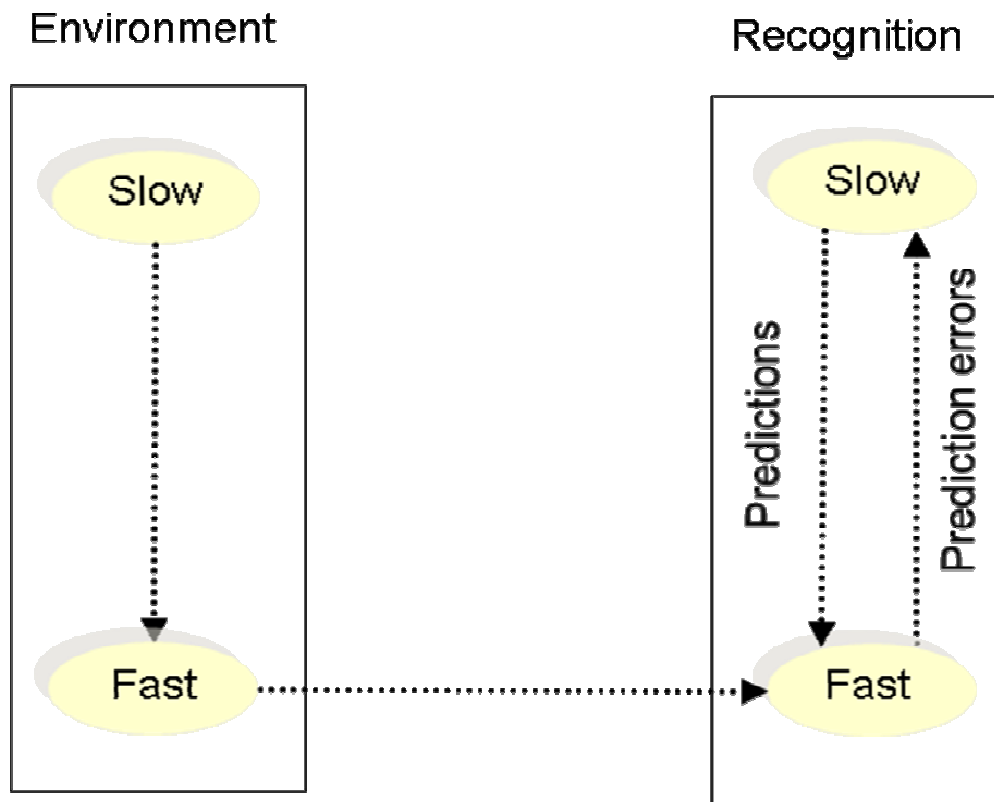 Environment
Recognition
Slow
Slow
Predictions
Prediction errors
Fast
Fast